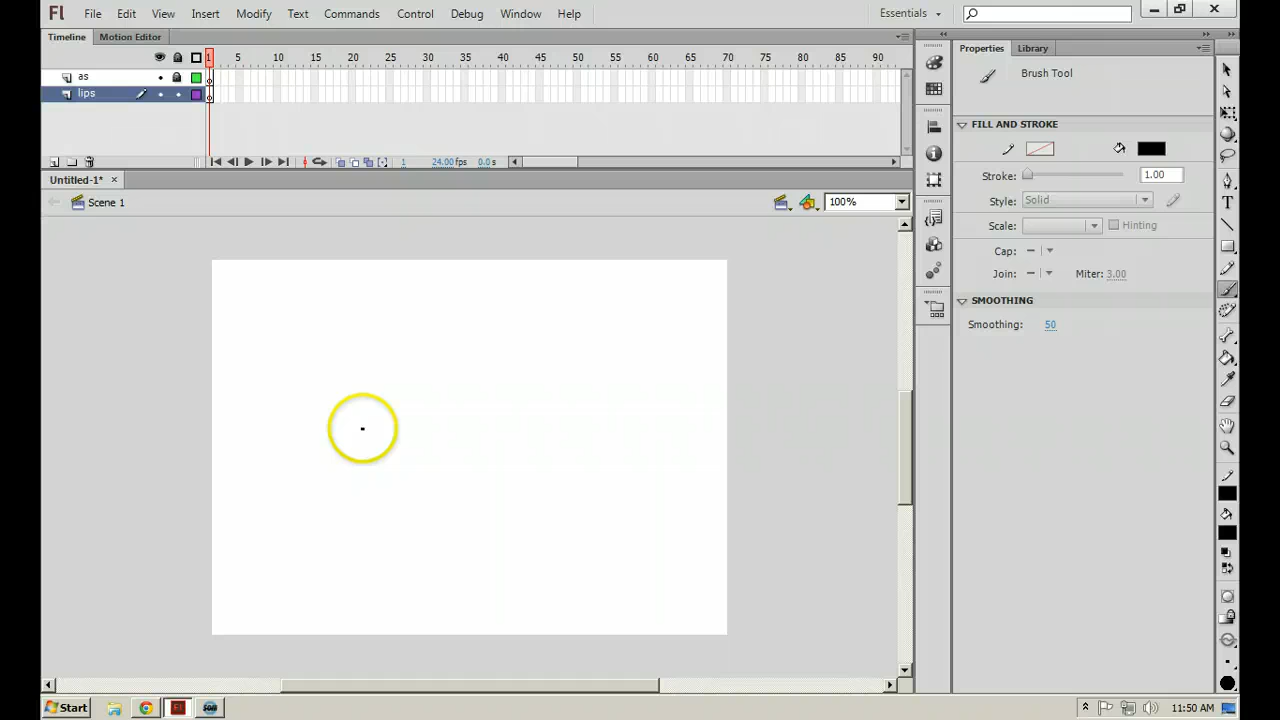 Fl File Edit View Insert Modify Text Commands Control Debug Window Help Essentials
Timeline Motion Editor
Properties Library
1 5 10 15 20 25 30 35 40 45 50 55 60 65 70 75 80 85 90
Brush Tool
as
lips
FILL AND STROKE
1 24.00fps 0.0s
Stroke: 1.00
Untitled-1*
Style: Solid
Scene 1
100%
Scale: Hinting
Cap:
Join: Miter: 3.00
SMOOTHING
Smoothing: 50
Start
11:50 AM